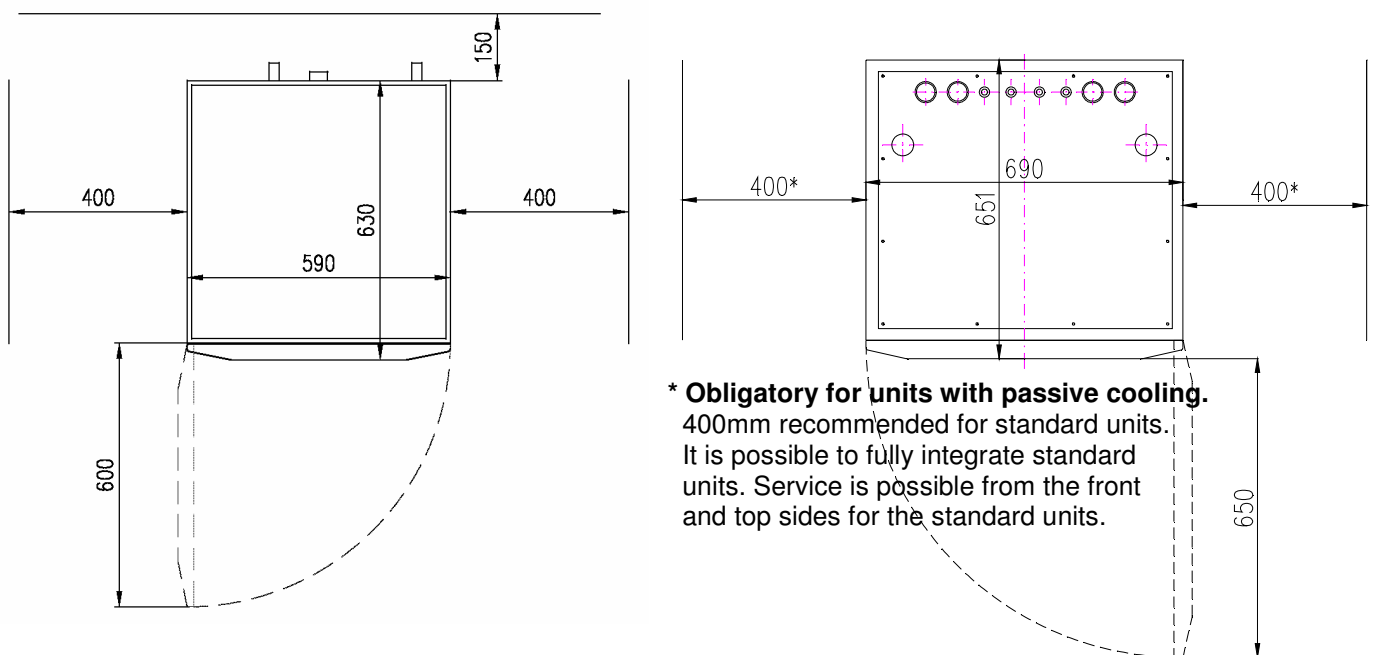 150
400
400
630
590
600
400*
690
400*
651
* Obligatory for units with passive cooling.
400mm recommended for standard units.
It is possible to fully integrate standard
units. Service is possible from the front
and top sides for the standard units.
650